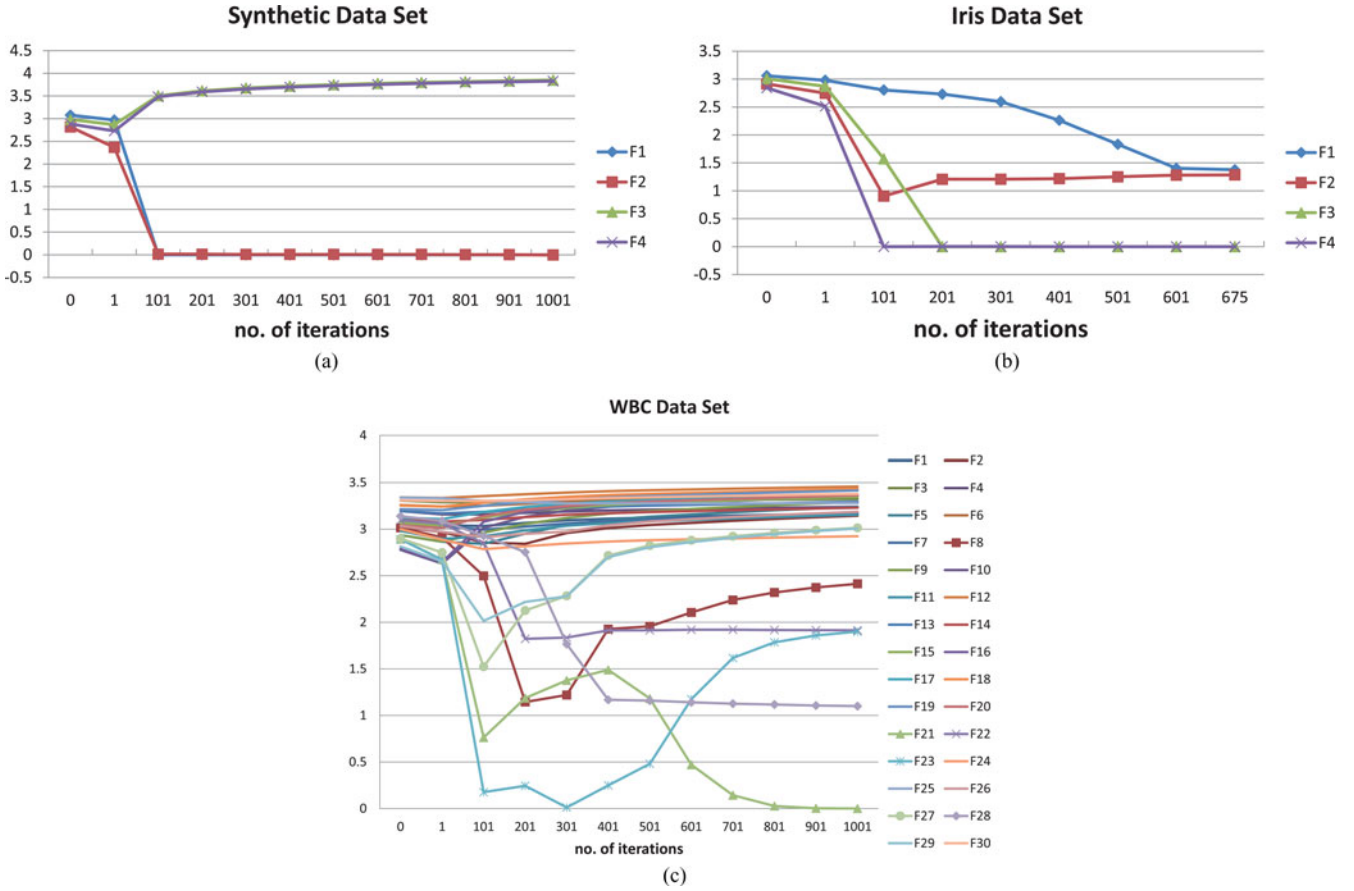 Synthetic Data Set
4.5
4
3.5
3
2.5
2
1.5
1
0.5
0
-0.5
0 1 101 201 301 401 501 601 701 801 901 1001
no. of iterations
F1
F2
F3
F4
(a)
Iris Data Set
3.5
3
2.5
2
1.5
1
0.5
0
-0.5
0 1 101 201 301 401 501 601 675
no. of iterations
F1
F2
F3
F4
(b)
WBC Data Set
4
3.5
3
2.5
2
1.5
1
0.5
0
0 1 101 201 301 401 501 601 701 801 901 1001
no. of iterations
F1 F2
F3 F4
F5 F6
F7 F8
F9 F10
F11 F12
F13 F14
F15 F16
F17 F18
F19 F20
F21 F22
F23 F24
F25 F26
F27 F28
F29 F30
(c)